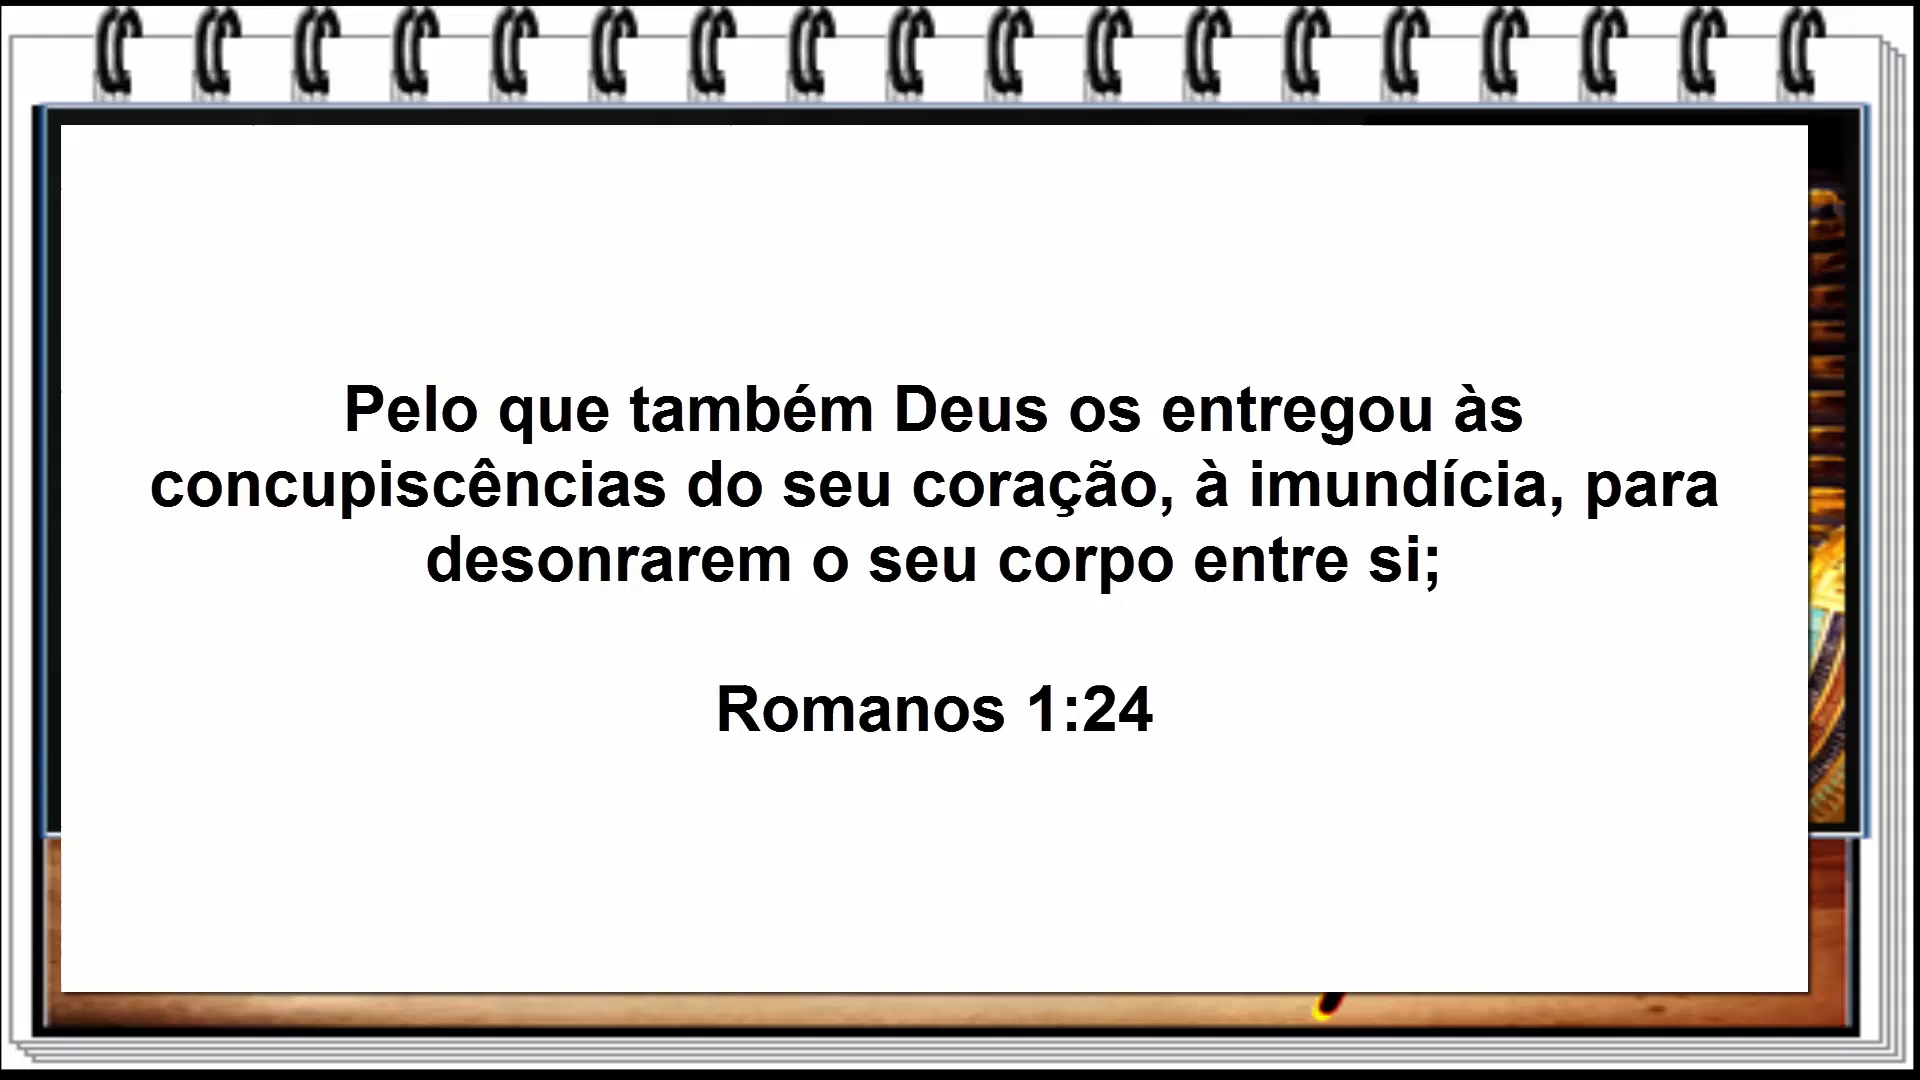 Pelo que também Deus os entregou às
concupiscências do seu coração, à imundícia, para
desonrarem o seu corpo entre si;
Romanos 1:24